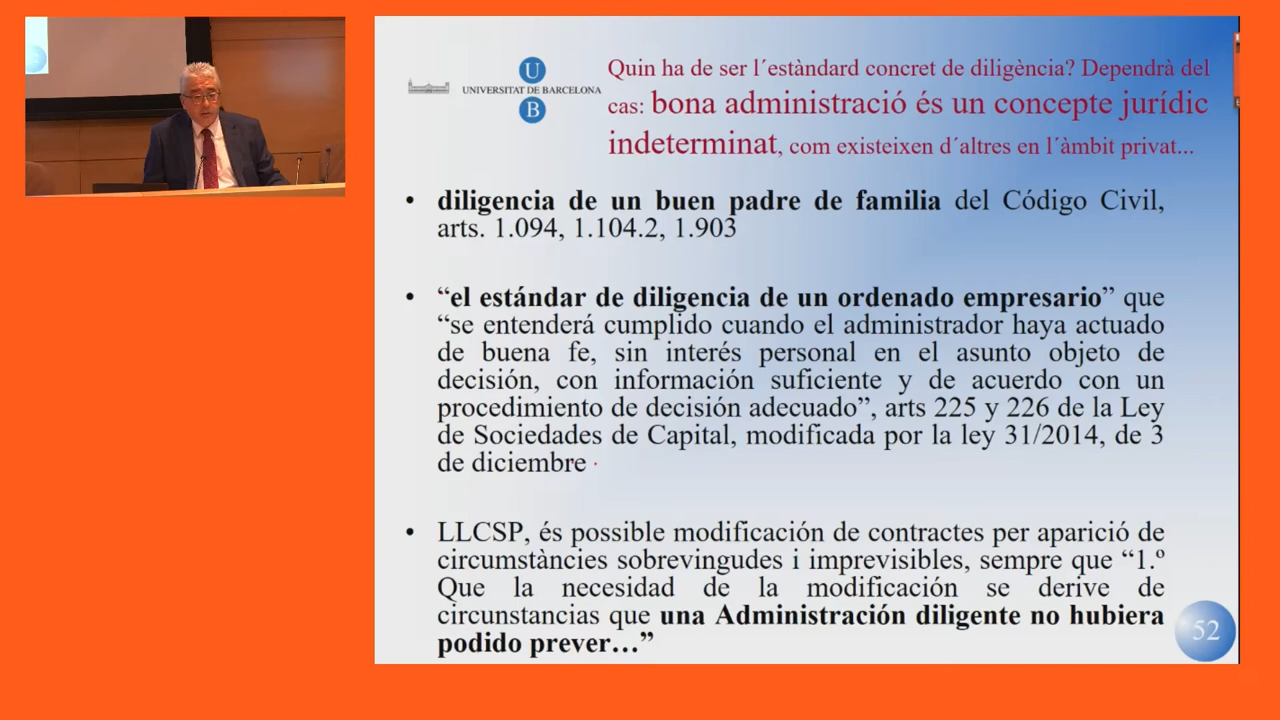 U
UNIVERSITAT DE BARCELONA
B
Quin ha de ser l´estàndard concret de diligència? Dependrà del
cas: bona administració és un concepte jurídic
indeterminat, com existeixen d´altres en l´àmbit privat...
• diligencia de un buen padre de familia del Código Civil,
arts. 1.094, 1.104.2, 1.903
• “el estándar de diligencia de un ordenado empresario” que
“se entenderá cumplido cuando el administrador haya actuado
de buena fe, sin interés personal en el asunto objeto de
decisión, con información suficiente y de acuerdo con un
procedimiento de decisión adecuado”, arts 225 y 226 de la Ley
de Sociedades de Capital, modificada por la ley 31/2014, de 3
de diciembre
• LLCSP, és possible modificación de contractes per aparició de
circumstàncies sobrevingudes i imprevisibles, sempre que “1.º
Que la necesidad de la modificación se derive de
circunstancias que una Administración diligente no hubiera
podido prever…”
52